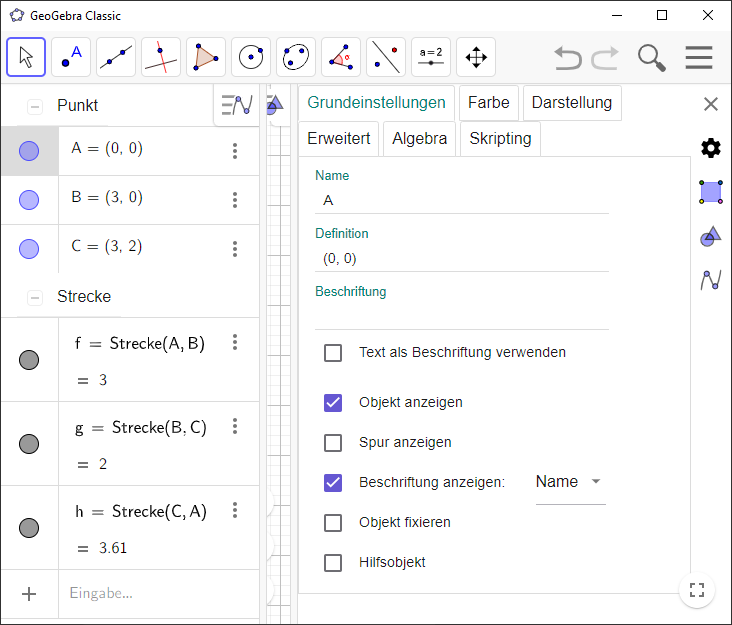 GeoGebra Classic
A
a = 2
Punkt
A = (0, 0)
B = (3, 0)
C = (3, 2)
Strecke
f = Strecke(A, B)
= 3
g = Strecke(B, C)
= 2
h = Strecke(C, A)
= 3.61
Eingabe...
Grundeinstellungen Farbe Darstellung
Erweitert Algebra Skripting
Name
A
Definition
(0, 0)
Beschriftung
Text als Beschriftung verwenden
Objekt anzeigen
Spur anzeigen
Beschriftung anzeigen: Name
Objekt fixieren
Hilfsobjekt